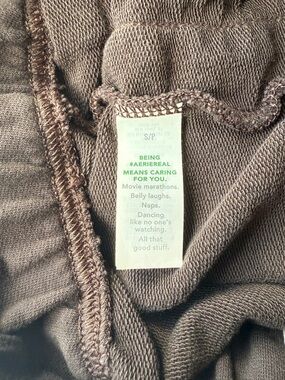 S/P
BEING
#AERIEREAL
MEANS CARING
FOR YOU.
Movie marathons.
Belly laughs.
Naps.
Dancing
like no one's
watching.
All that
good stuff.